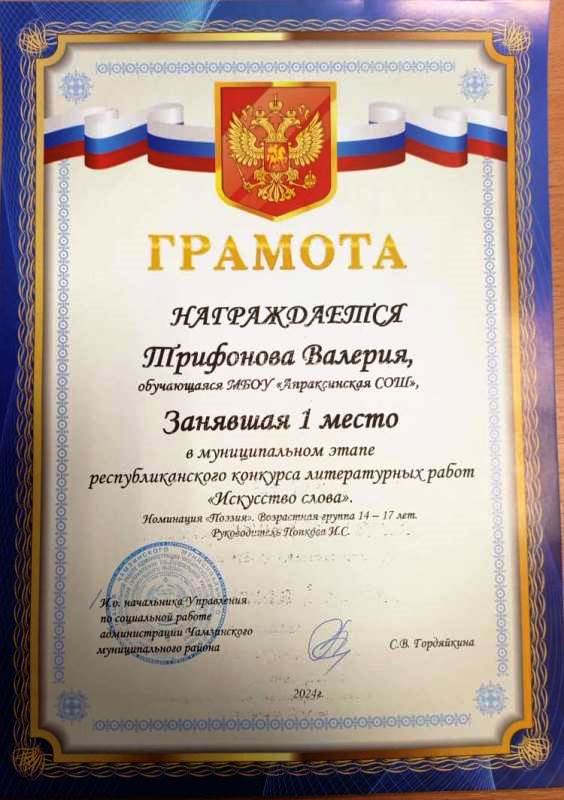 ГРАМОТА
НАГРАЖДАЕТСЯ
Трифонова Валерия,
обучающаяся МБОУ «Апраксинская СОШ»,
Занявшая 1 место
в муниципальном этапе
республиканского конкурса литературных работ
«Искусство слова».
Номинация «Поэзия». Возрастная группа 14 – 17 лет.
Руководитель Попкова И.С.
И.о. начальника Управления
по социальной работе
администрации Чамзинского
муниципального района
С.В. Гордяйкина
2024г.